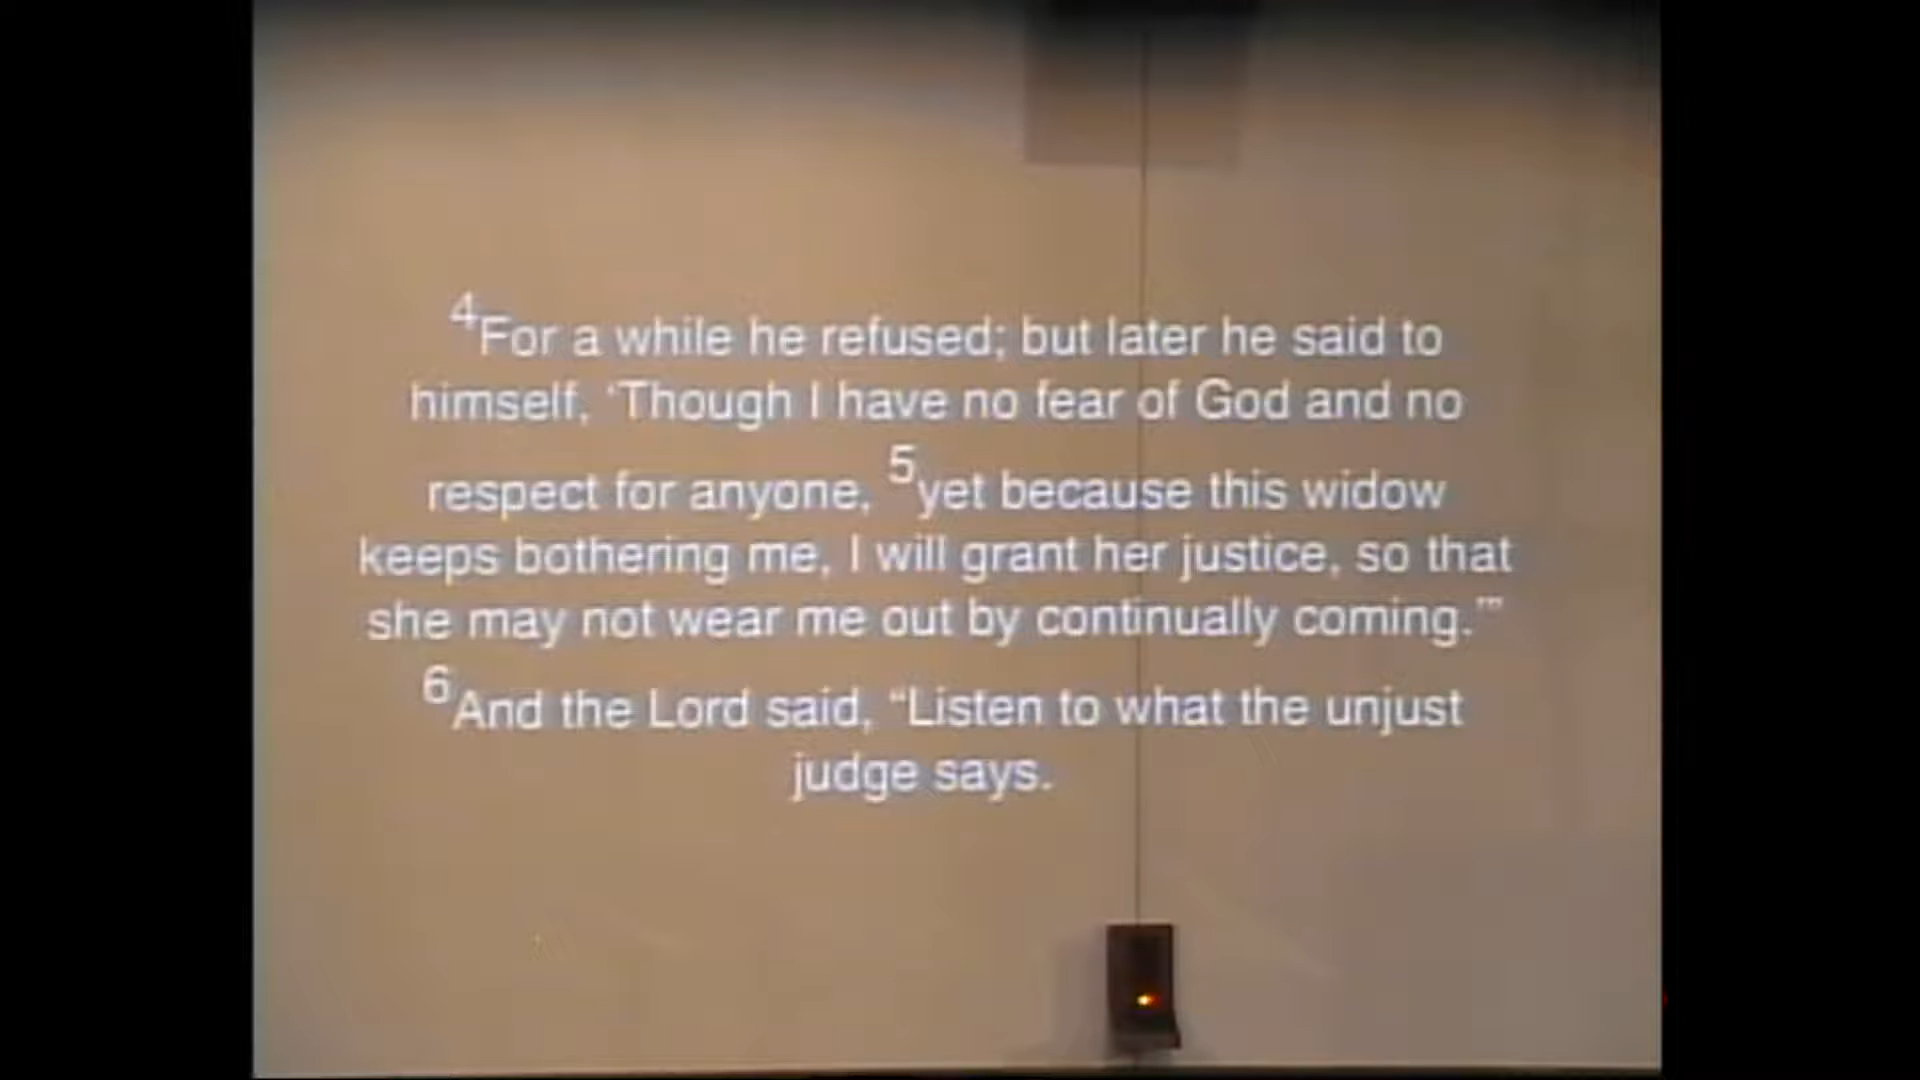 4For a while he refused; but later he said to
himself, ‘Though I have no fear of God and no
respect for anyone, 5yet because this widow
keeps bothering me, I will grant her justice, so that
she may not wear me out by continually coming.’”
6And the Lord said, “Listen to what the unjust
judge says.